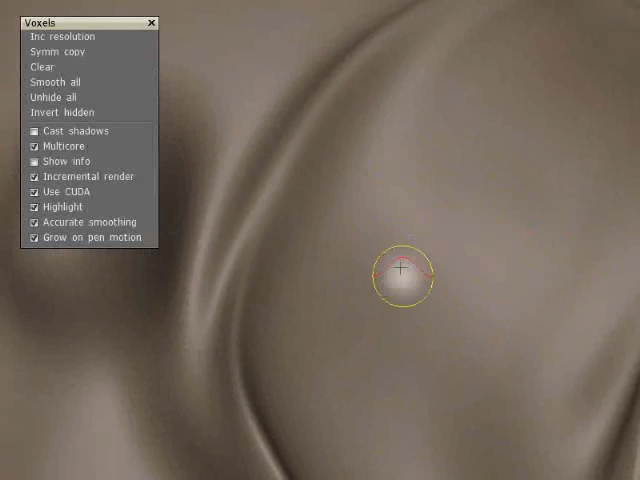 Voxels
Inc resolution
Symm copy
Clear
Smooth all
Unhide all
Invert hidden
Cast shadows
Multicore
Show info
Incremental render
Use CUDA
Highlight
Accurate smoothing
Grow on pen motion